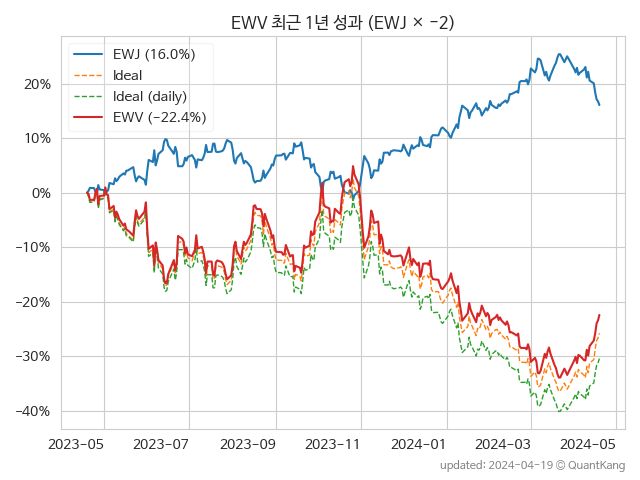 EWV 최근 1년 성과 (EWJ × −2)
EWJ (16.0%)
Ideal
Ideal (daily)
EWV (−22.4%)
20%
10%
0%
−10%
−20%
−30%
−40%
2023−05 2023−07 2023−09 2023−11 2024−01 2024−03 2024−05
updated: 2024−04−19 © QuantKang